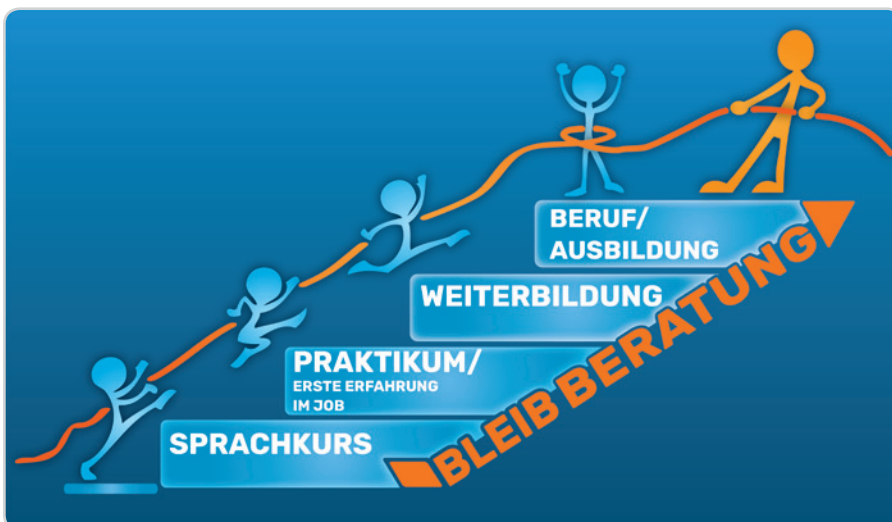 BERUF/
AUSBILDUNG
WEITERBILDUNG
PRAKTIKUM/
ERSTE ERFAHRUNG
IM JOB
SPRACHKURS
BLEIB BERATUNG